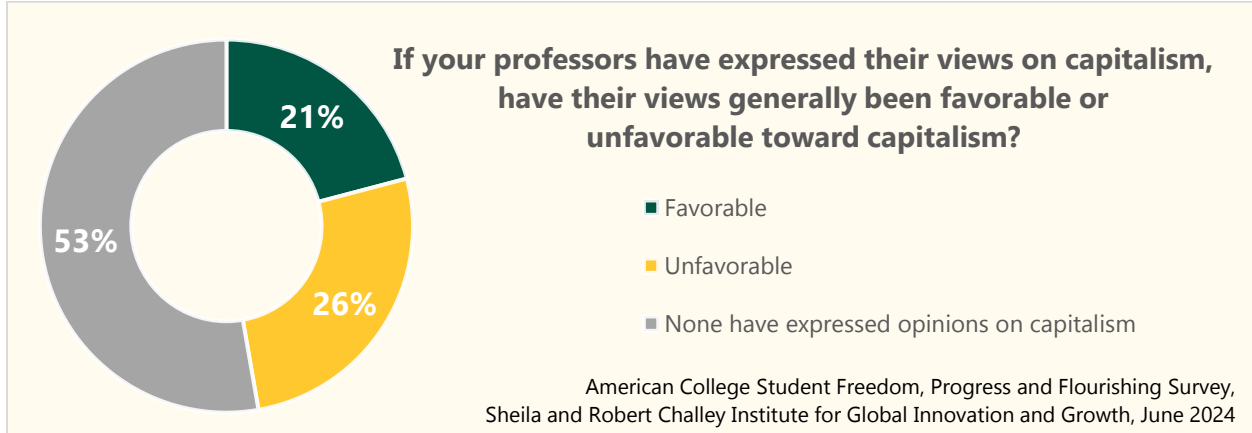 If your professors have expressed their views on capitalism,
have their views generally been favorable or
unfavorable toward capitalism?
21%
53%
26%
Favorable
Unfavorable
None have expressed opinions on capitalism
American College Student Freedom, Progress and Flourishing Survey,
Sheila and Robert Challey Institute for Global Innovation and Growth, June 2024